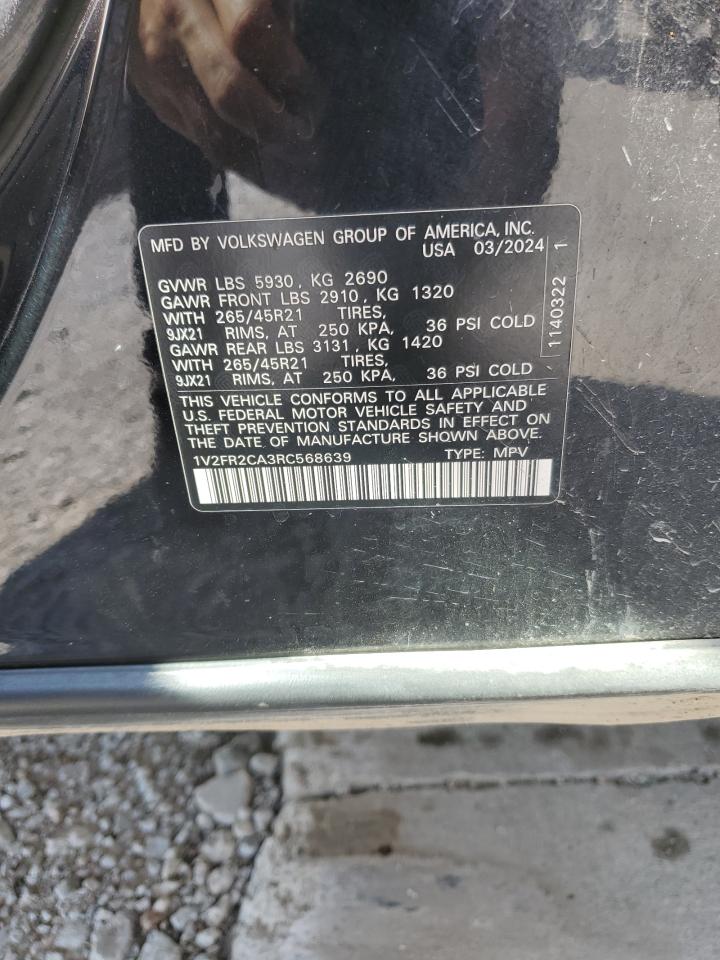 MFD BY VOLKSWAGEN GROUP OF AMERICA, INC.
USA 03/2024
GVWR LBS 5930, KG 2690
GAWR FRONT LBS 2910, KG 1320
WITH 265/45R21 TIRES,
9JX21 RIMS, AT 250 KPA, 36 PSI COLD
GAWR REAR LBS 3131, KG 1420
WITH 265/45R21 TIRES,
9JX21 RIMS, AT 250 KPA, 36 PSI COLD
1140322 1
THIS VEHICLE CONFORMS TO ALL APPLICABLE
U.S. FEDERAL MOTOR VEHICLE SAFETY AND
THEFT PREVENTION STANDARDS IN EFFECT ON
THE DATE OF MANUFACTURE SHOWN ABOVE.
1V2FR2CA3RC568639 TYPE: MPV